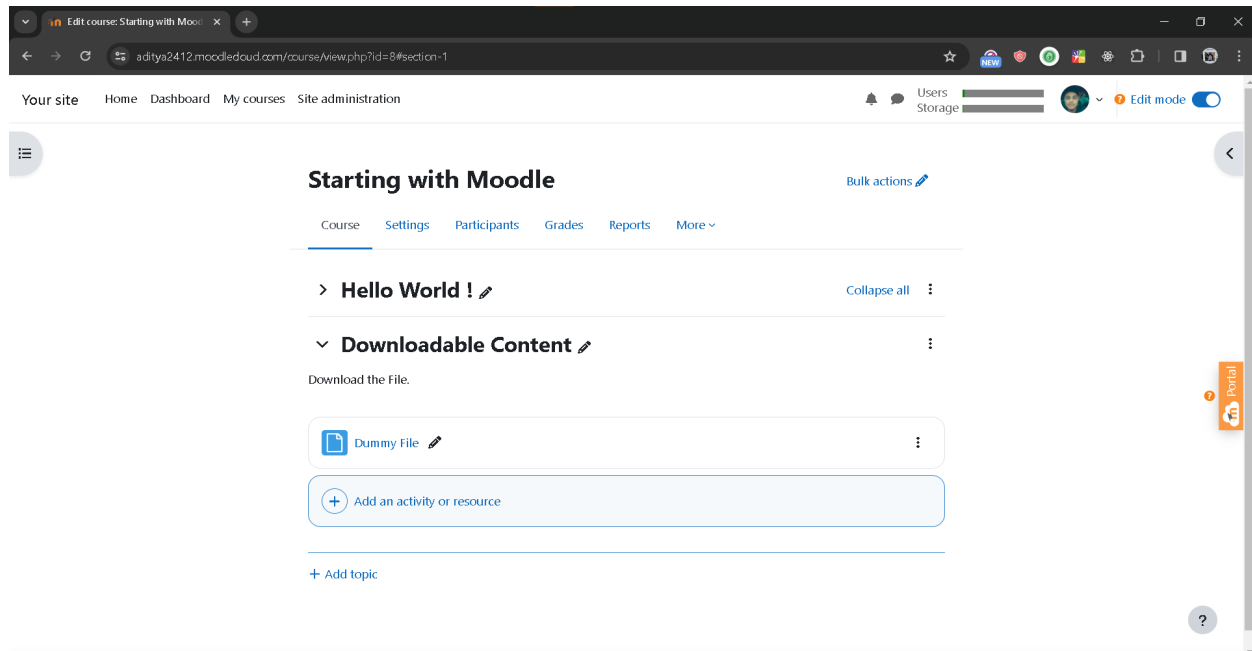 Edit course: Starting with Mood
aditya2412.moodlecloud.com/course/view.php?id=8#section-1
NEW
Your site Home Dashboard My courses Site administration
Users
Storage
? Edit mode
Starting with Moodle
Bulk actions
Course Settings Participants Grades Reports More
Hello World !
Collapse all
Downloadable Content
Download the File.
Dummy File
+ Add an activity or resource
+ Add topic
? Portal
?